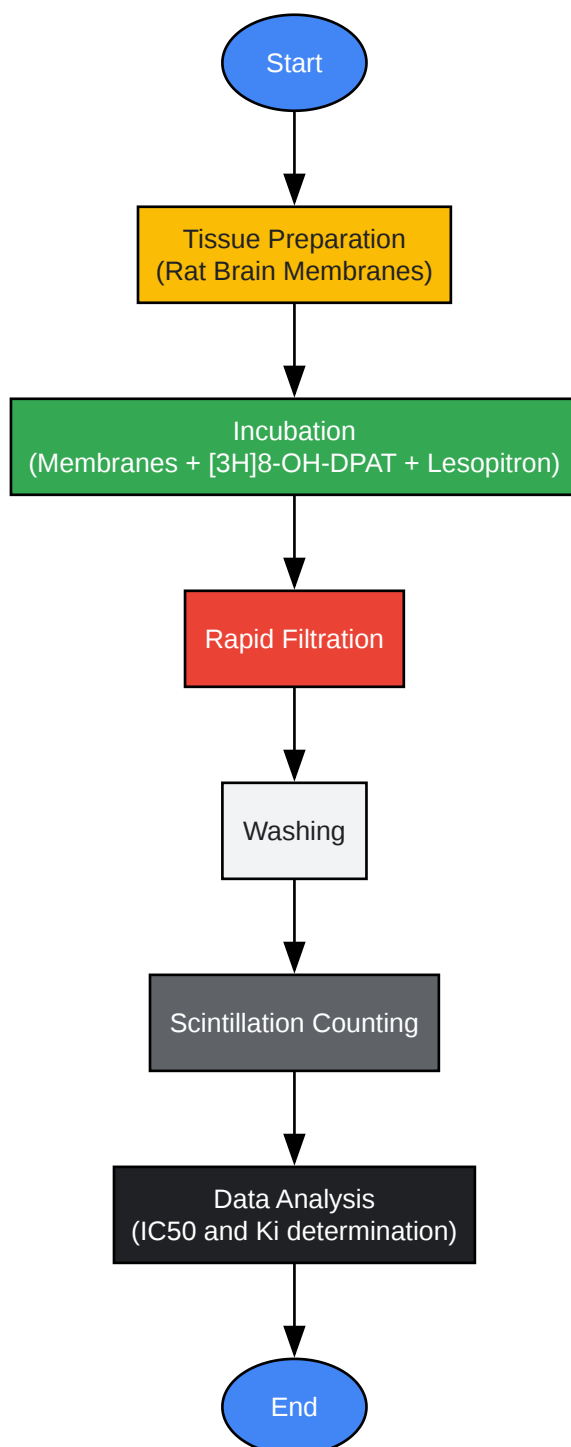 Start
Tissue Preparation
(Rat Brain Membranes)
Incubation
(Membranes + [3H]8-OH-DPAT + Lesopitron)
Rapid Filtration
Washing
Scintillation Counting
Data Analysis
(IC50 and Ki determination)
End